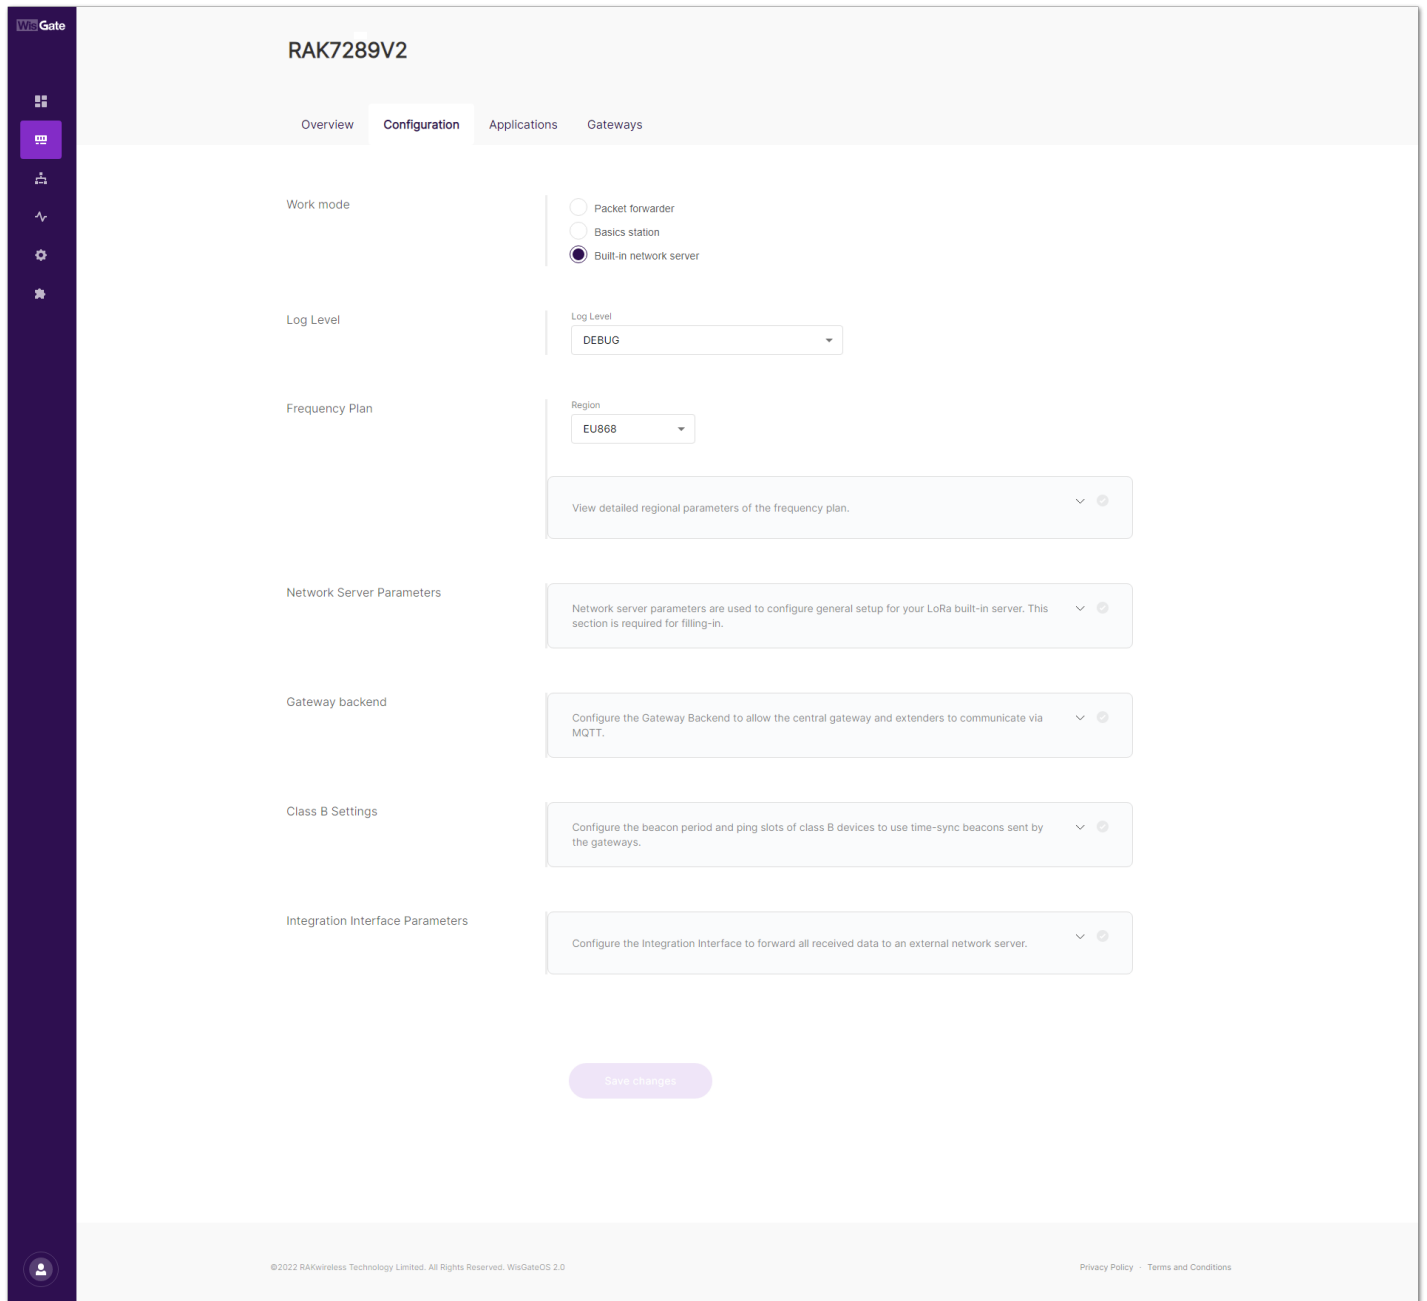 WisGate
RAK7289V2
Overview Configuration Applications Gateways
Work mode
Packet forwarder
Basics station
Built-in network server
Log Level
Log Level
DEBUG
Frequency Plan
Region
EU868
View detailed regional parameters of the frequency plan.
Network Server Parameters
Network server parameters are used to configure general setup for your LoRa built-in server. This
section is required for filling-in.
Gateway backend
Configure the Gateway Backend to allow the central gateway and extenders to communicate via
MQTT.
Class B Settings
Configure the beacon period and ping slots of class B devices to use time-sync beacons sent by
the gateways.
Integration Interface Parameters
Configure the Integration Interface to forward all received data to an external network server.
Save changes
©2022 RAKwireless Technology Limited. All Rights Reserved. WisGateOS 2.0
Privacy Policy - Terms and Conditions